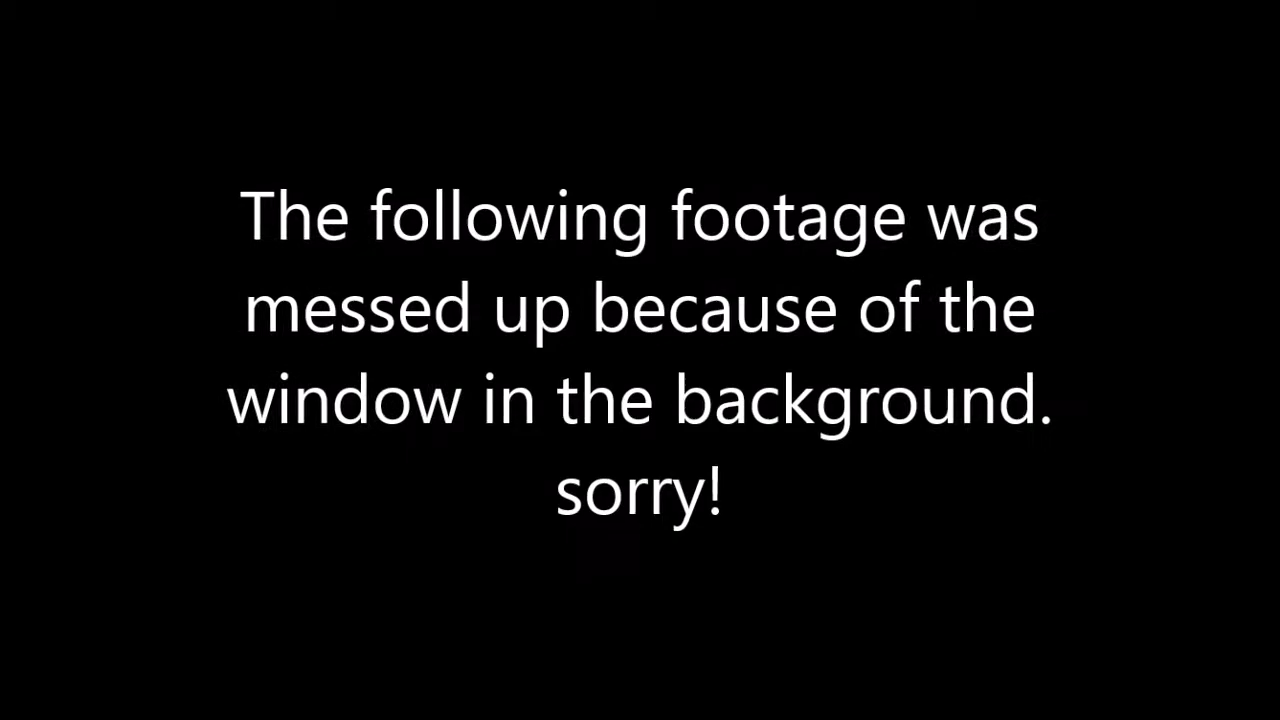 The following footage was
messed up because of the
window in the background.
sorry!